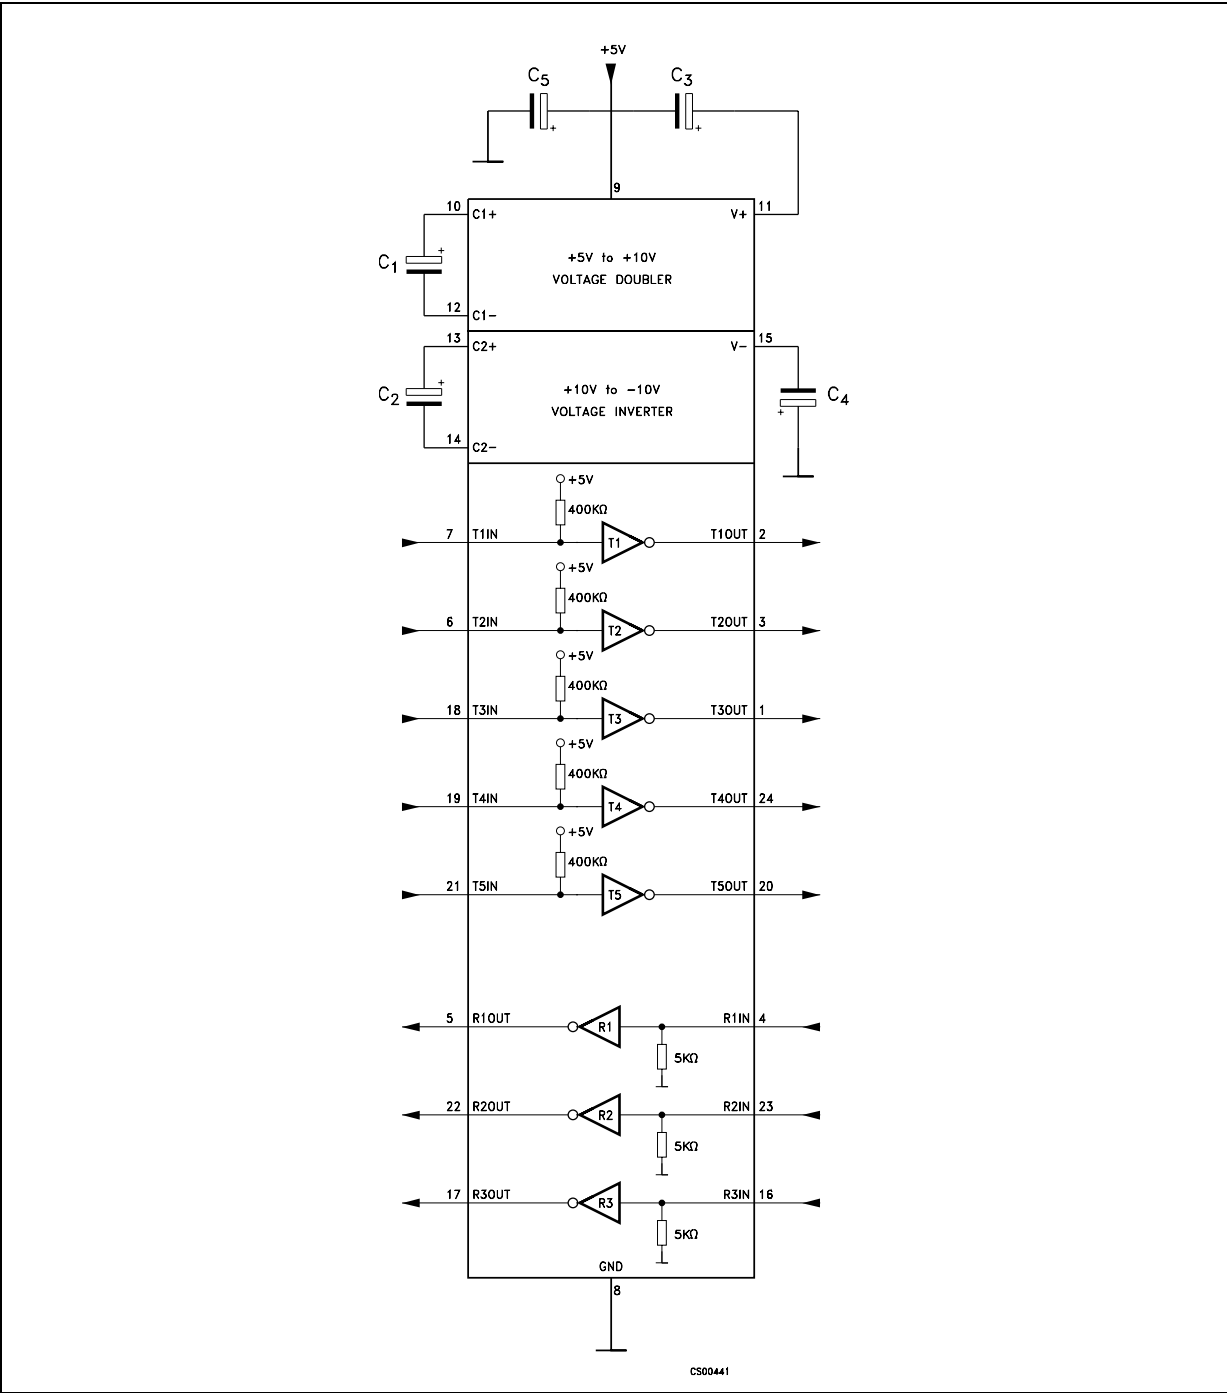 +5V
C5
C3
+
+
9
10
C1+
V+
11
+
C1
+5V to +10V
VOLTAGE DOUBLER
12
C1-
13
C2+
V-
15
+
C2
+10V to -10V
VOLTAGE INVERTER
+
C4
14
C2-
+5V
400KΩ
7
T1IN
T1
T1OUT
2
+5V
400KΩ
6
T2IN
T2
T2OUT
3
+5V
400KΩ
18
T3IN
T3
T3OUT
1
+5V
400KΩ
19
T4IN
T4
T4OUT
24
+5V
400KΩ
21
T5IN
T5
T5OUT
20
5
R1OUT
R1
R1IN
4
5KΩ
22
R2OUT
R2
R2IN
23
5KΩ
17
R3OUT
R3
R3IN
16
5KΩ
GND
8
CS00441